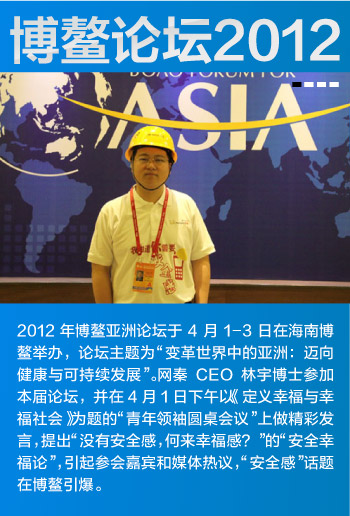 博鳌论坛2012
BOAO FORUM FOR
ASIA
2012 年博鳌亚洲论坛于 4 月 1-3 日在海南博
鳌举办，论坛主题为“变革世界中的亚洲：迈向
健康与可持续发展”。网秦 CEO 林宇博士参加
本届论坛，并在 4 月 1 日下午以《定义幸福与幸
福社会》为题的“青年领袖圆桌会议”上做精彩发
言，提出“没有安全感，何来幸福感？”的“安全幸
福论”，引起参会嘉宾和媒体热议，“安全感”话题
在博鳌引爆。